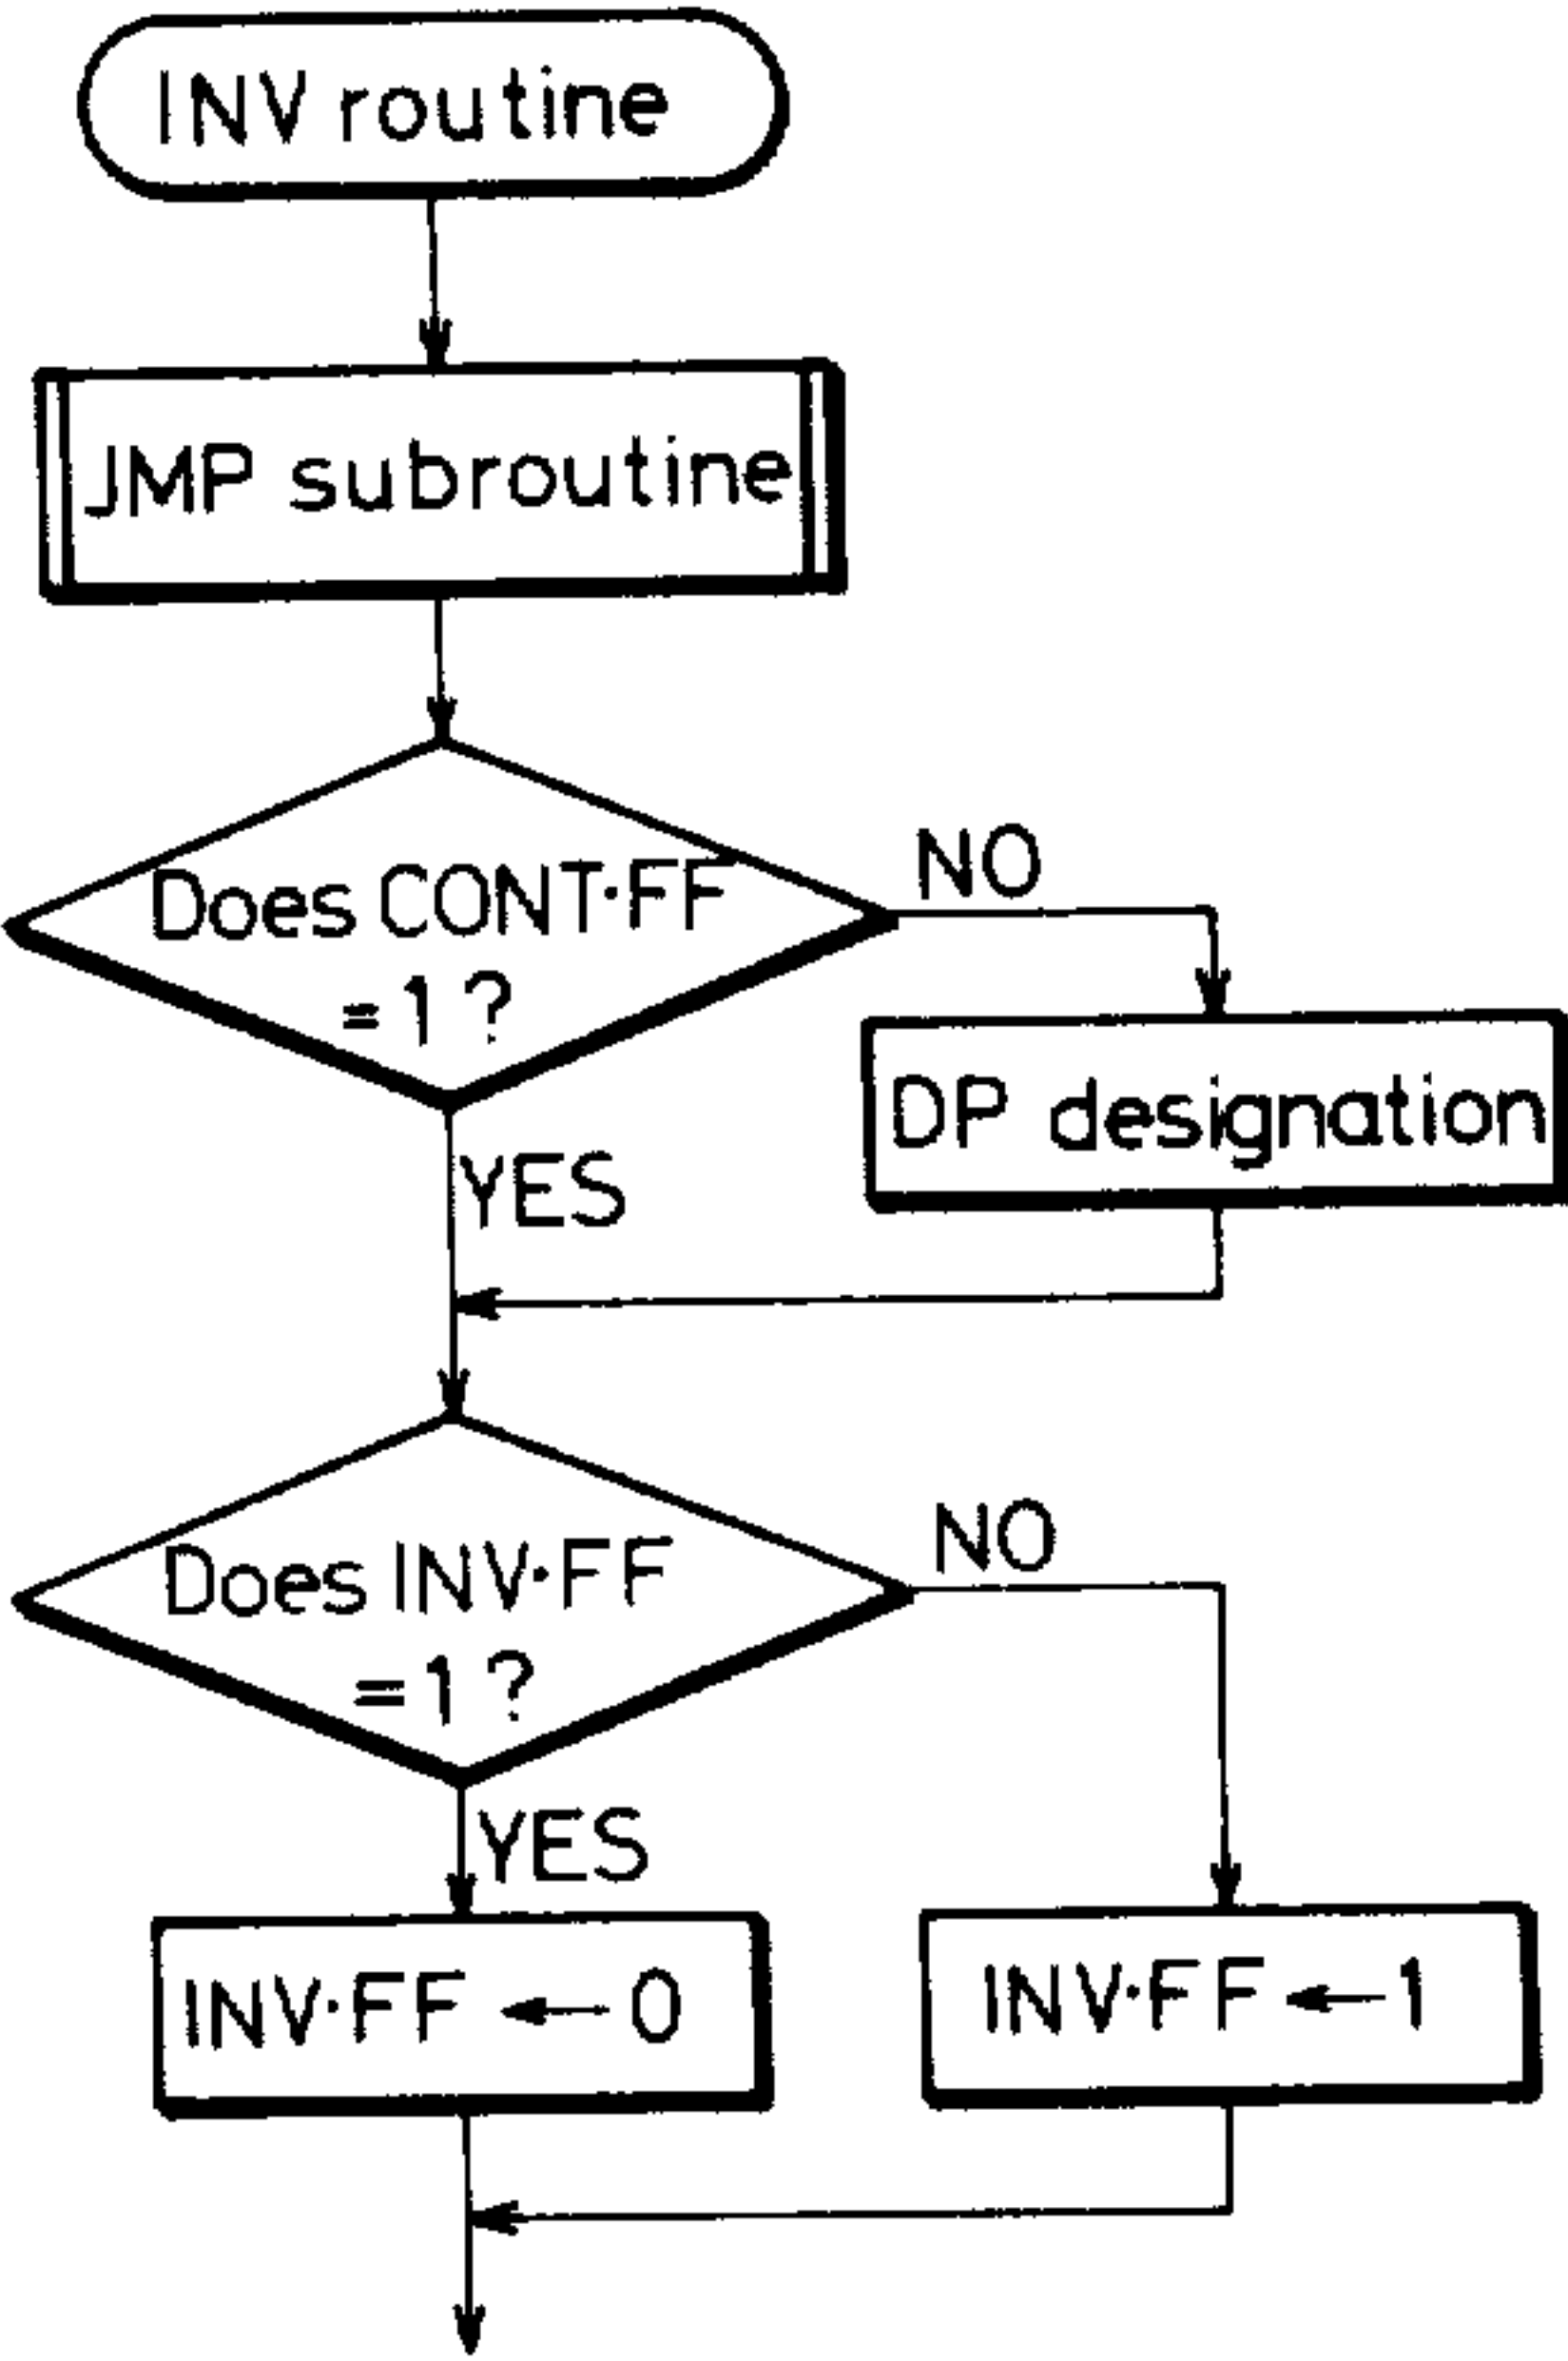 INV routine
JMP subroutine
Does CONT·FF
=1?
NO
DP designation
YES
Does INV·FF
=1?
NO
YES
INV·FF ← 0
INV·FF ← 1